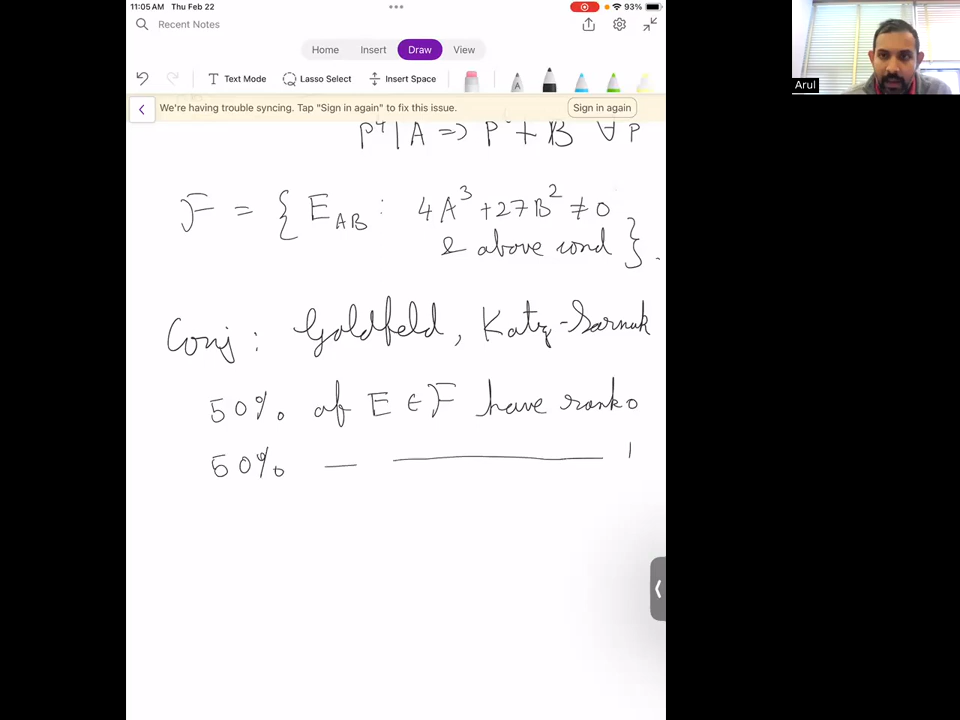 11:05 AM Thu Feb 22
93%
Recent Notes
Home Insert Draw View
Text Mode Lasso Select Insert Space
We're having trouble syncing. Tap "Sign in again" to fix this issue. Sign in again
Arul
p⁴|A => p⁶∤B ∀ p
F = { E_AB : 4A³+27B² ≠ 0
& above cond } .
Conj : Goldfeld, Katz-Sarnak
50% of E ∈ F have rank 0
50% — ——— 1